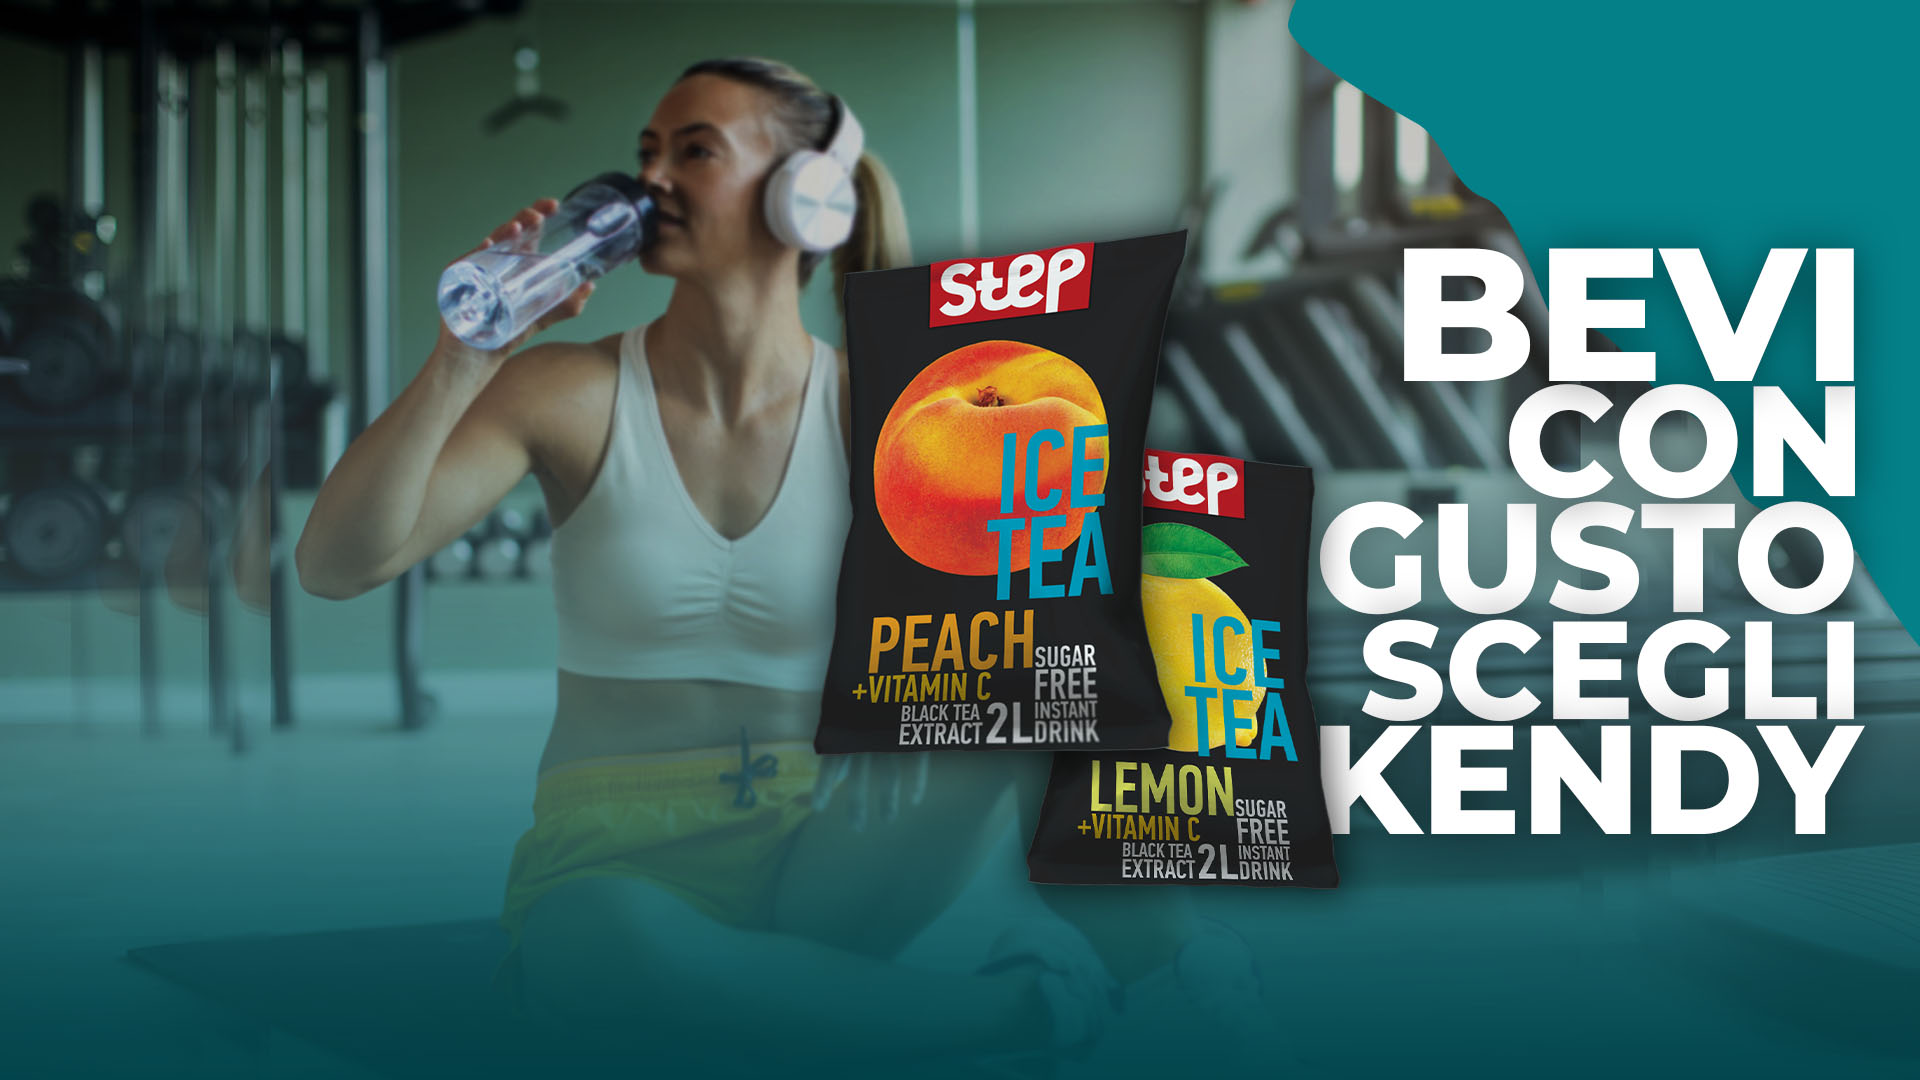 Step
ICE
TEA
PEACH
+VITAMIN C
SUGAR
FREE
BLACK TEA
EXTRACT
2L
INSTANT
DRINK
tep
ICE
TEA
LEMON
+VITAMIN C
SUGAR
FREE
BLACK TEA
EXTRACT
2L
INSTANT
DRINK
BEVI
CON
GUSTO
SCEGLI
KENDY